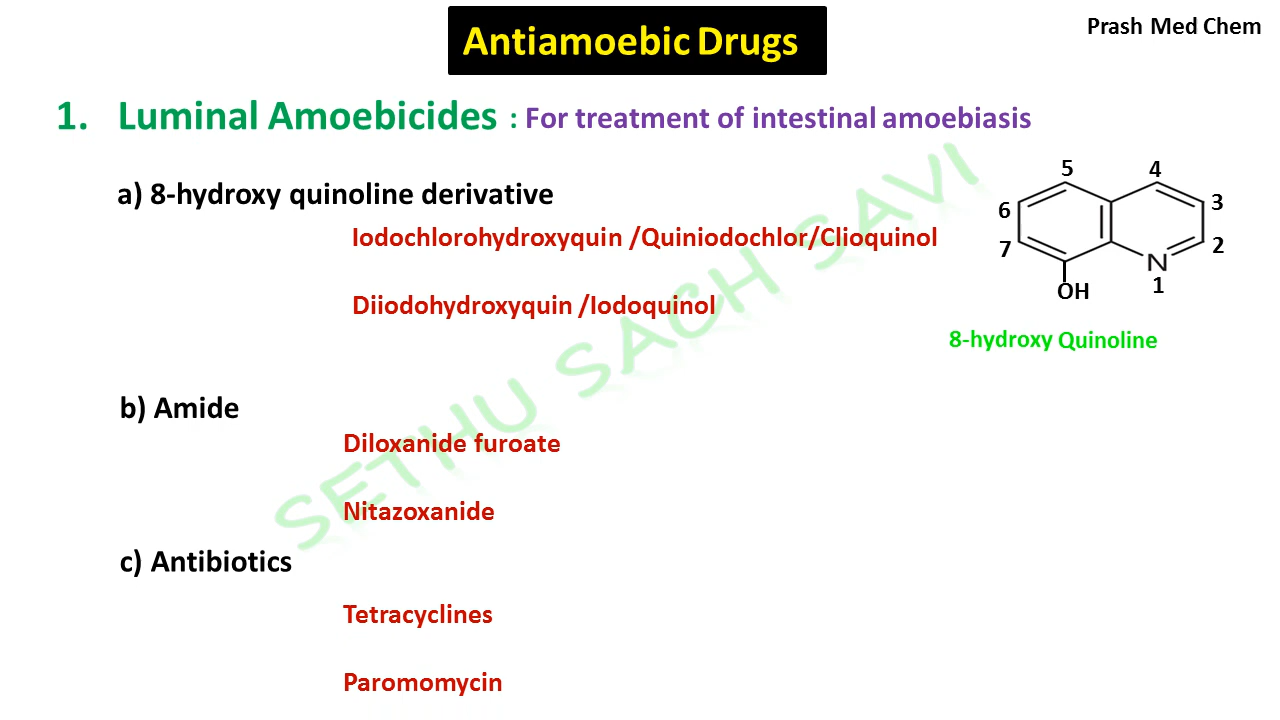 Antiamoebic Drugs
Prash Med Chem
1. Luminal Amoebicides : For treatment of intestinal amoebiasis
a) 8-hydroxy quinoline derivative
Iodochlorohydroxyquin /Quiniodochlor/Clioquinol
Diiodohydroxyquin /Iodoquinol
5 4
6 3
7 2
N
OH 1
8-hydroxy Quinoline
b) Amide
Diloxanide furoate
Nitazoxanide
c) Antibiotics
Tetracyclines
Paromomycin
SETHU SACH SAVI